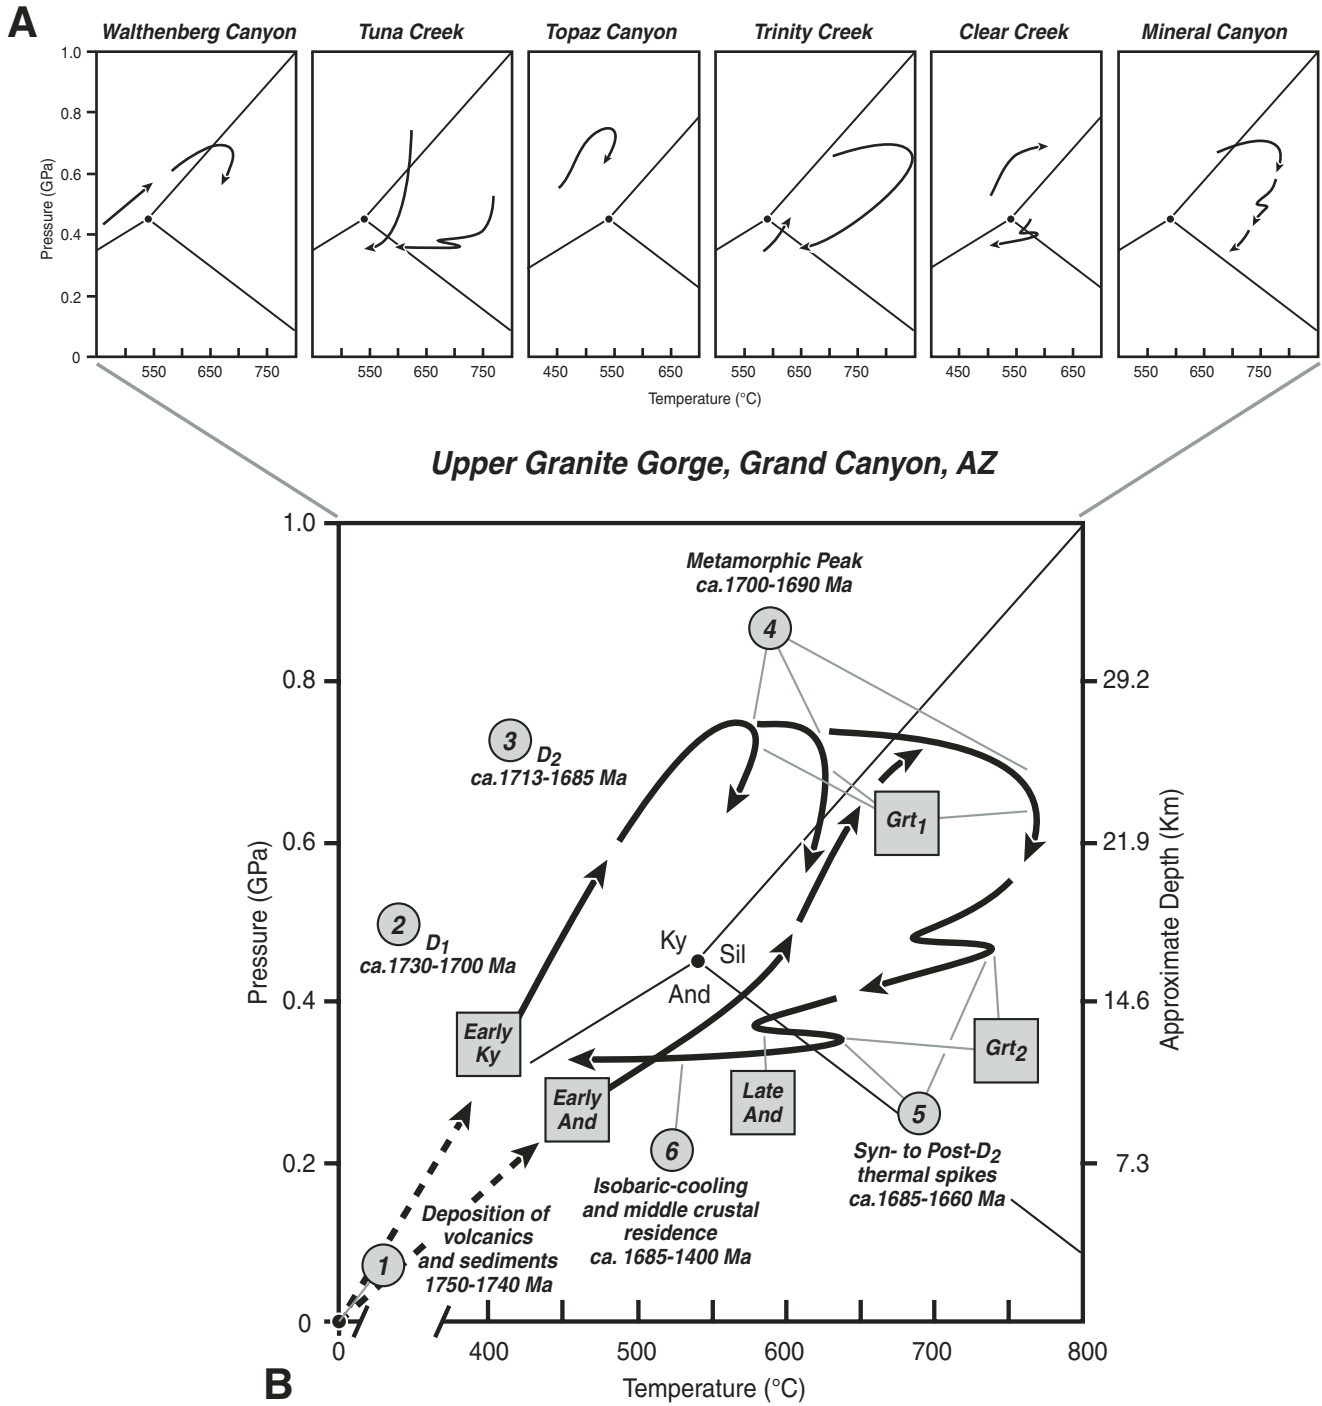 A
Walthenberg Canyon
Tuna Creek
Topaz Canyon
Trinity Creek
Clear Creek
Mineral Canyon
1.0
0.8
0.6
0.4
0.2
0
Pressure (GPa)
550 650 750
550 650 750
450 550 650
550 650 750
450 550 650
550 650 750
Temperature (°C)
Upper Granite Gorge, Grand Canyon, AZ
1.0
0.8
0.6
0.4
0.2
0
Pressure (GPa)
29.2
21.9
14.6
7.3
Approximate Depth (Km)
Metamorphic Peak
ca.1700-1690 Ma
4
3
D2
ca.1713-1685 Ma
Grt1
2
D1
ca.1730-1700 Ma
Ky
Sil
And
Early
Ky
Early
And
Late
And
Grt2
5
Syn- to Post-D2
thermal spikes
ca.1685-1660 Ma
6
Isobaric-cooling
and middle crustal
residence
ca. 1685-1400 Ma
1
Deposition of
volcanics
and sediments
1750-1740 Ma
0 400 500 600 700 800
Temperature (°C)
B